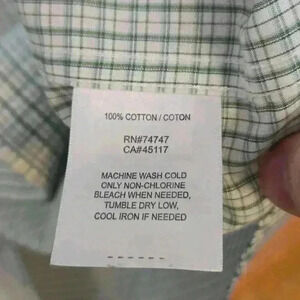 100% COTTON / COTON
RN#74747
CA#45117
MACHINE WASH COLD
ONLY NON-CHLORINE
BLEACH WHEN NEEDED,
TUMBLE DRY LOW,
COOL IRON IF NEEDED